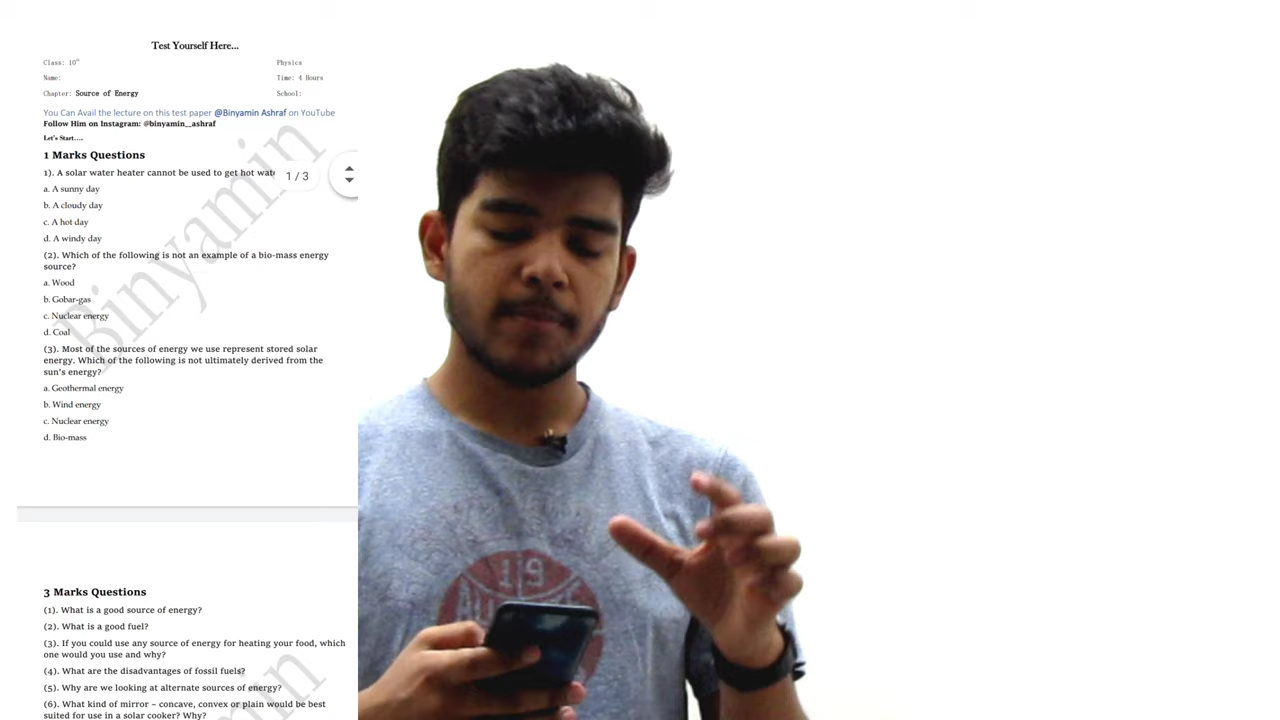 Test Yourself Here...
Class: 10th
Physics
Name:
Time: 4 Hours
Chapter: Source of Energy
School:
You Can Avail the lecture on this test paper @Binyamin Ashraf on YouTube
Follow Him on Instagram: @binyamin__ashraf
Let's Start....
1 Marks Questions
1). A solar water heater cannot be used to get hot
1 / 3
a. A sunny day
b. A cloudy day
c. A hot day
d. A windy day
(2). Which of the following is not an example of a bio-mass energy
source?
a. Wood
b. Gobar-gas
c. Nuclear energy
d. Coal
(3). Most of the sources of energy we use represent stored solar
energy. Which of the following is not ultimately derived from the
sun's energy?
a. Geothermal energy
b. Wind energy
c. Nuclear energy
d. Bio-mass
Binyamin
3 Marks Questions
(1). What is a good source of energy?
(2). What is a good fuel?
(3). If you could use any source of energy for heating your food, which
one would you use and why?
(4). What are the disadvantages of fossil fuels?
(5). Why are we looking at alternate sources of energy?
(6). What kind of mirror – concave, convex or plain would be best
suited for use in a solar cooker? Why?
19